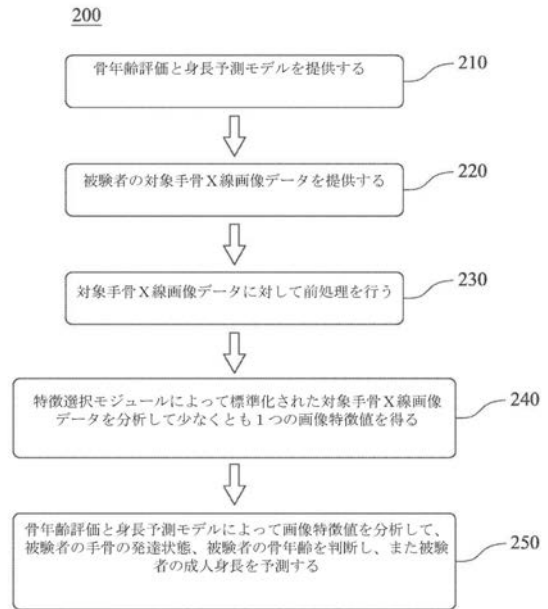 200
骨年齢評価と身長予測モデルを提供する
210
被験者の対象手骨X線画像データを提供する
220
対象手骨X線画像データに対して前処理を行う
230
特徴選択モジュールによって標準化された対象手骨X線画像
データを分析して少なくとも1つの画像特徴値を得る
240
骨年齢評価と身長予測モデルによって画像特徴値を分析して、
被験者の手骨の発達状態、被験者の骨年齢を判断し、また被験
者の成人身長を予測する
250